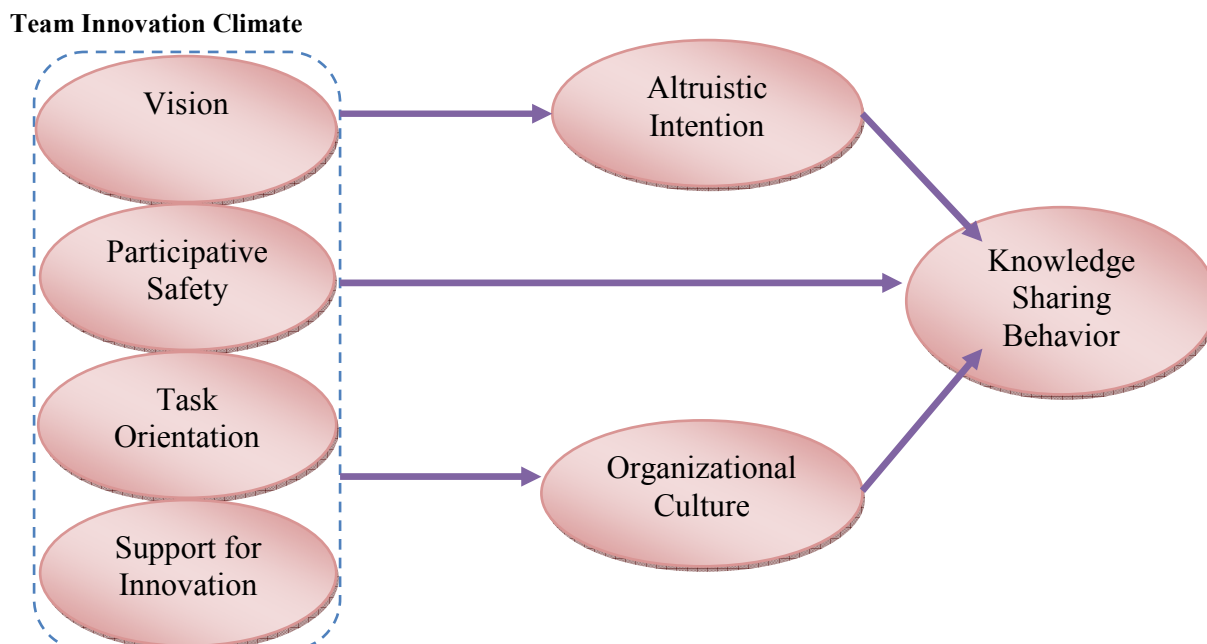 Team Innovation Climate
Vision
Participative
Safety
Task
Orientation
Support for
Innovation
Altruistic
Intention
Organizational
Culture
Knowledge
Sharing
Behavior